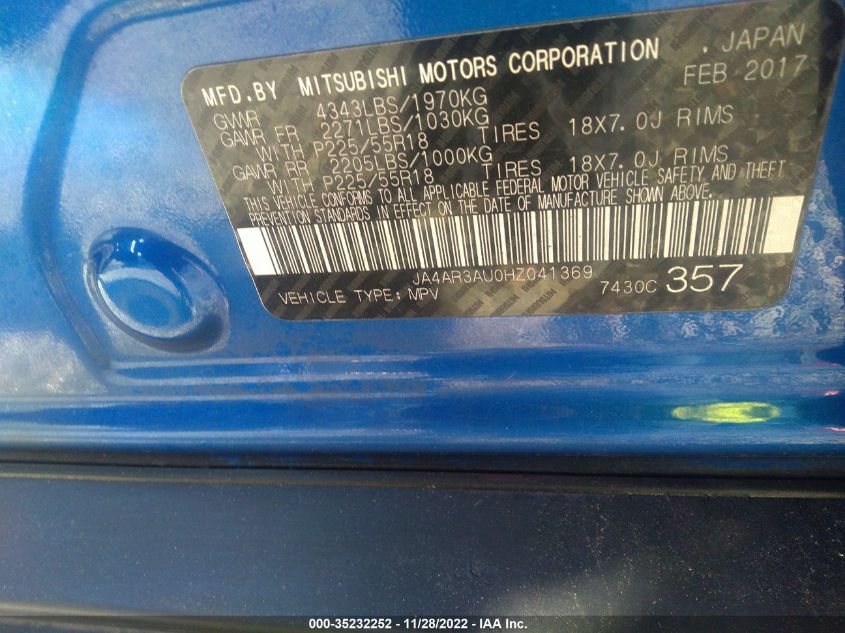 MFD.BY MITSUBISHI MOTORS CORPORATION . JAPAN
FEB 2017
GVWR 4343LBS/1970KG
GAWR FR 2271LBS/1030KG
WITH P225/55R18 TIRES 18X7.0J RIMS
GAWR RR 2205LBS/1000KG
WITH P225/55R18 TIRES 18X7.0J RIMS
THIS VEHICLE CONFORMS TO ALL APPLICABLE FEDERAL MOTOR VEHICLE SAFETY AND THEFT
PREVENTION STANDARDS IN EFFECT ON THE DATE OF MANUFACTURE SHOWN ABOVE.
JA4AR3AU0HZ041369
VEHICLE TYPE: MPV 7430C 357
000-35232252 - 11/28/2022 - IAA Inc.